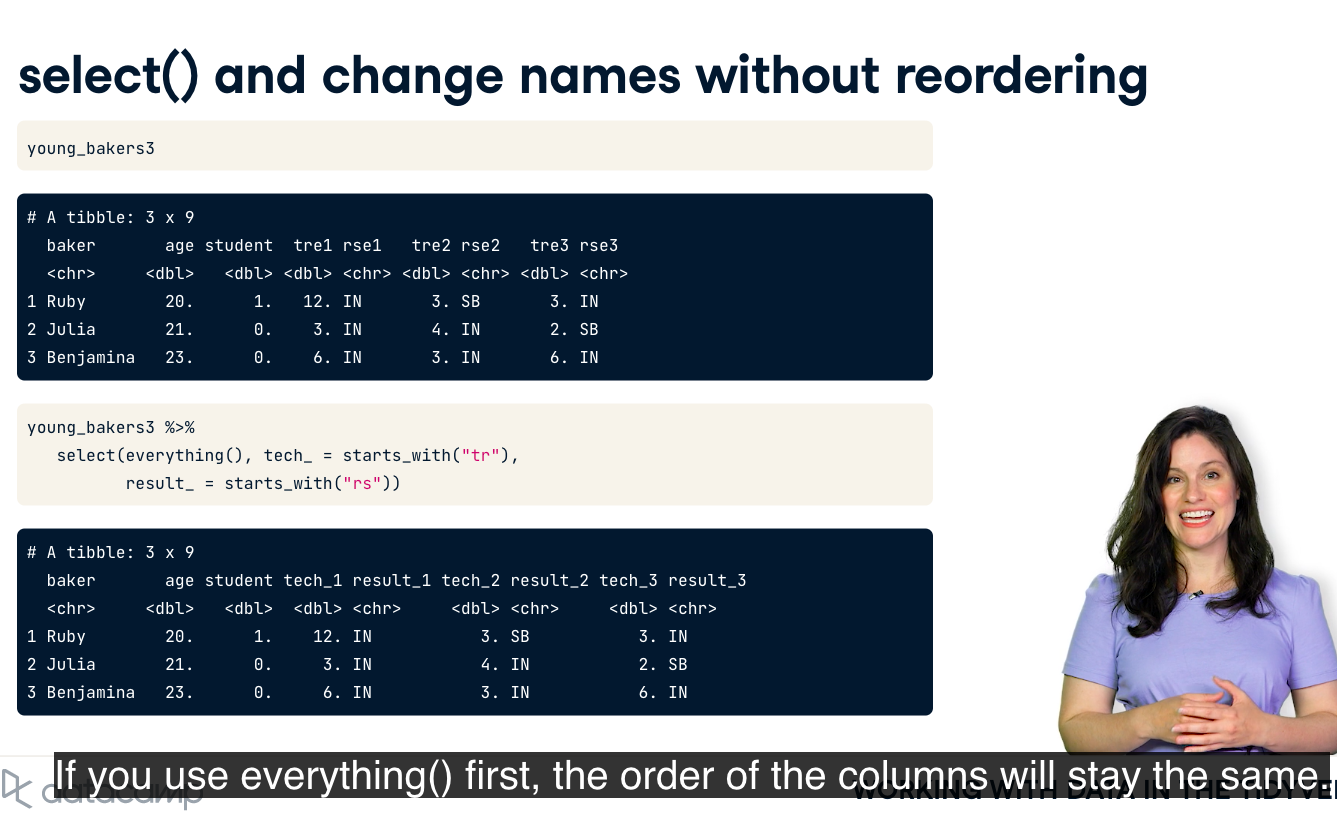 select() and change names without reordering
young_bakers3
# A tibble: 3 x 9
baker age student tre1 rse1 tre2 rse2 tre3 rse3
<chr> <dbl> <dbl> <dbl> <chr> <dbl> <chr> <dbl> <chr>
1 Ruby 20. 1. 12. IN 3. SB 3. IN
2 Julia 21. 0. 3. IN 4. IN 2. SB
3 Benjamina 23. 0. 6. IN 3. IN 6. IN
young_bakers3 %>%
select(everything(), tech_ = starts_with("tr"),
result_ = starts_with("rs"))
# A tibble: 3 x 9
baker age student tech_1 result_1 tech_2 result_2 tech_3 result_3
<chr> <dbl> <dbl> <dbl> <chr> <dbl> <chr> <dbl> <chr>
1 Ruby 20. 1. 12. IN 3. SB 3. IN
2 Julia 21. 0. 3. IN 4. IN 2. SB
3 Benjamina 23. 0. 6. IN 3. IN 6. IN
If you use everything() first, the order of the columns will stay the same.
datacamp
WORKING WITH DATA IN THE TIDYVE